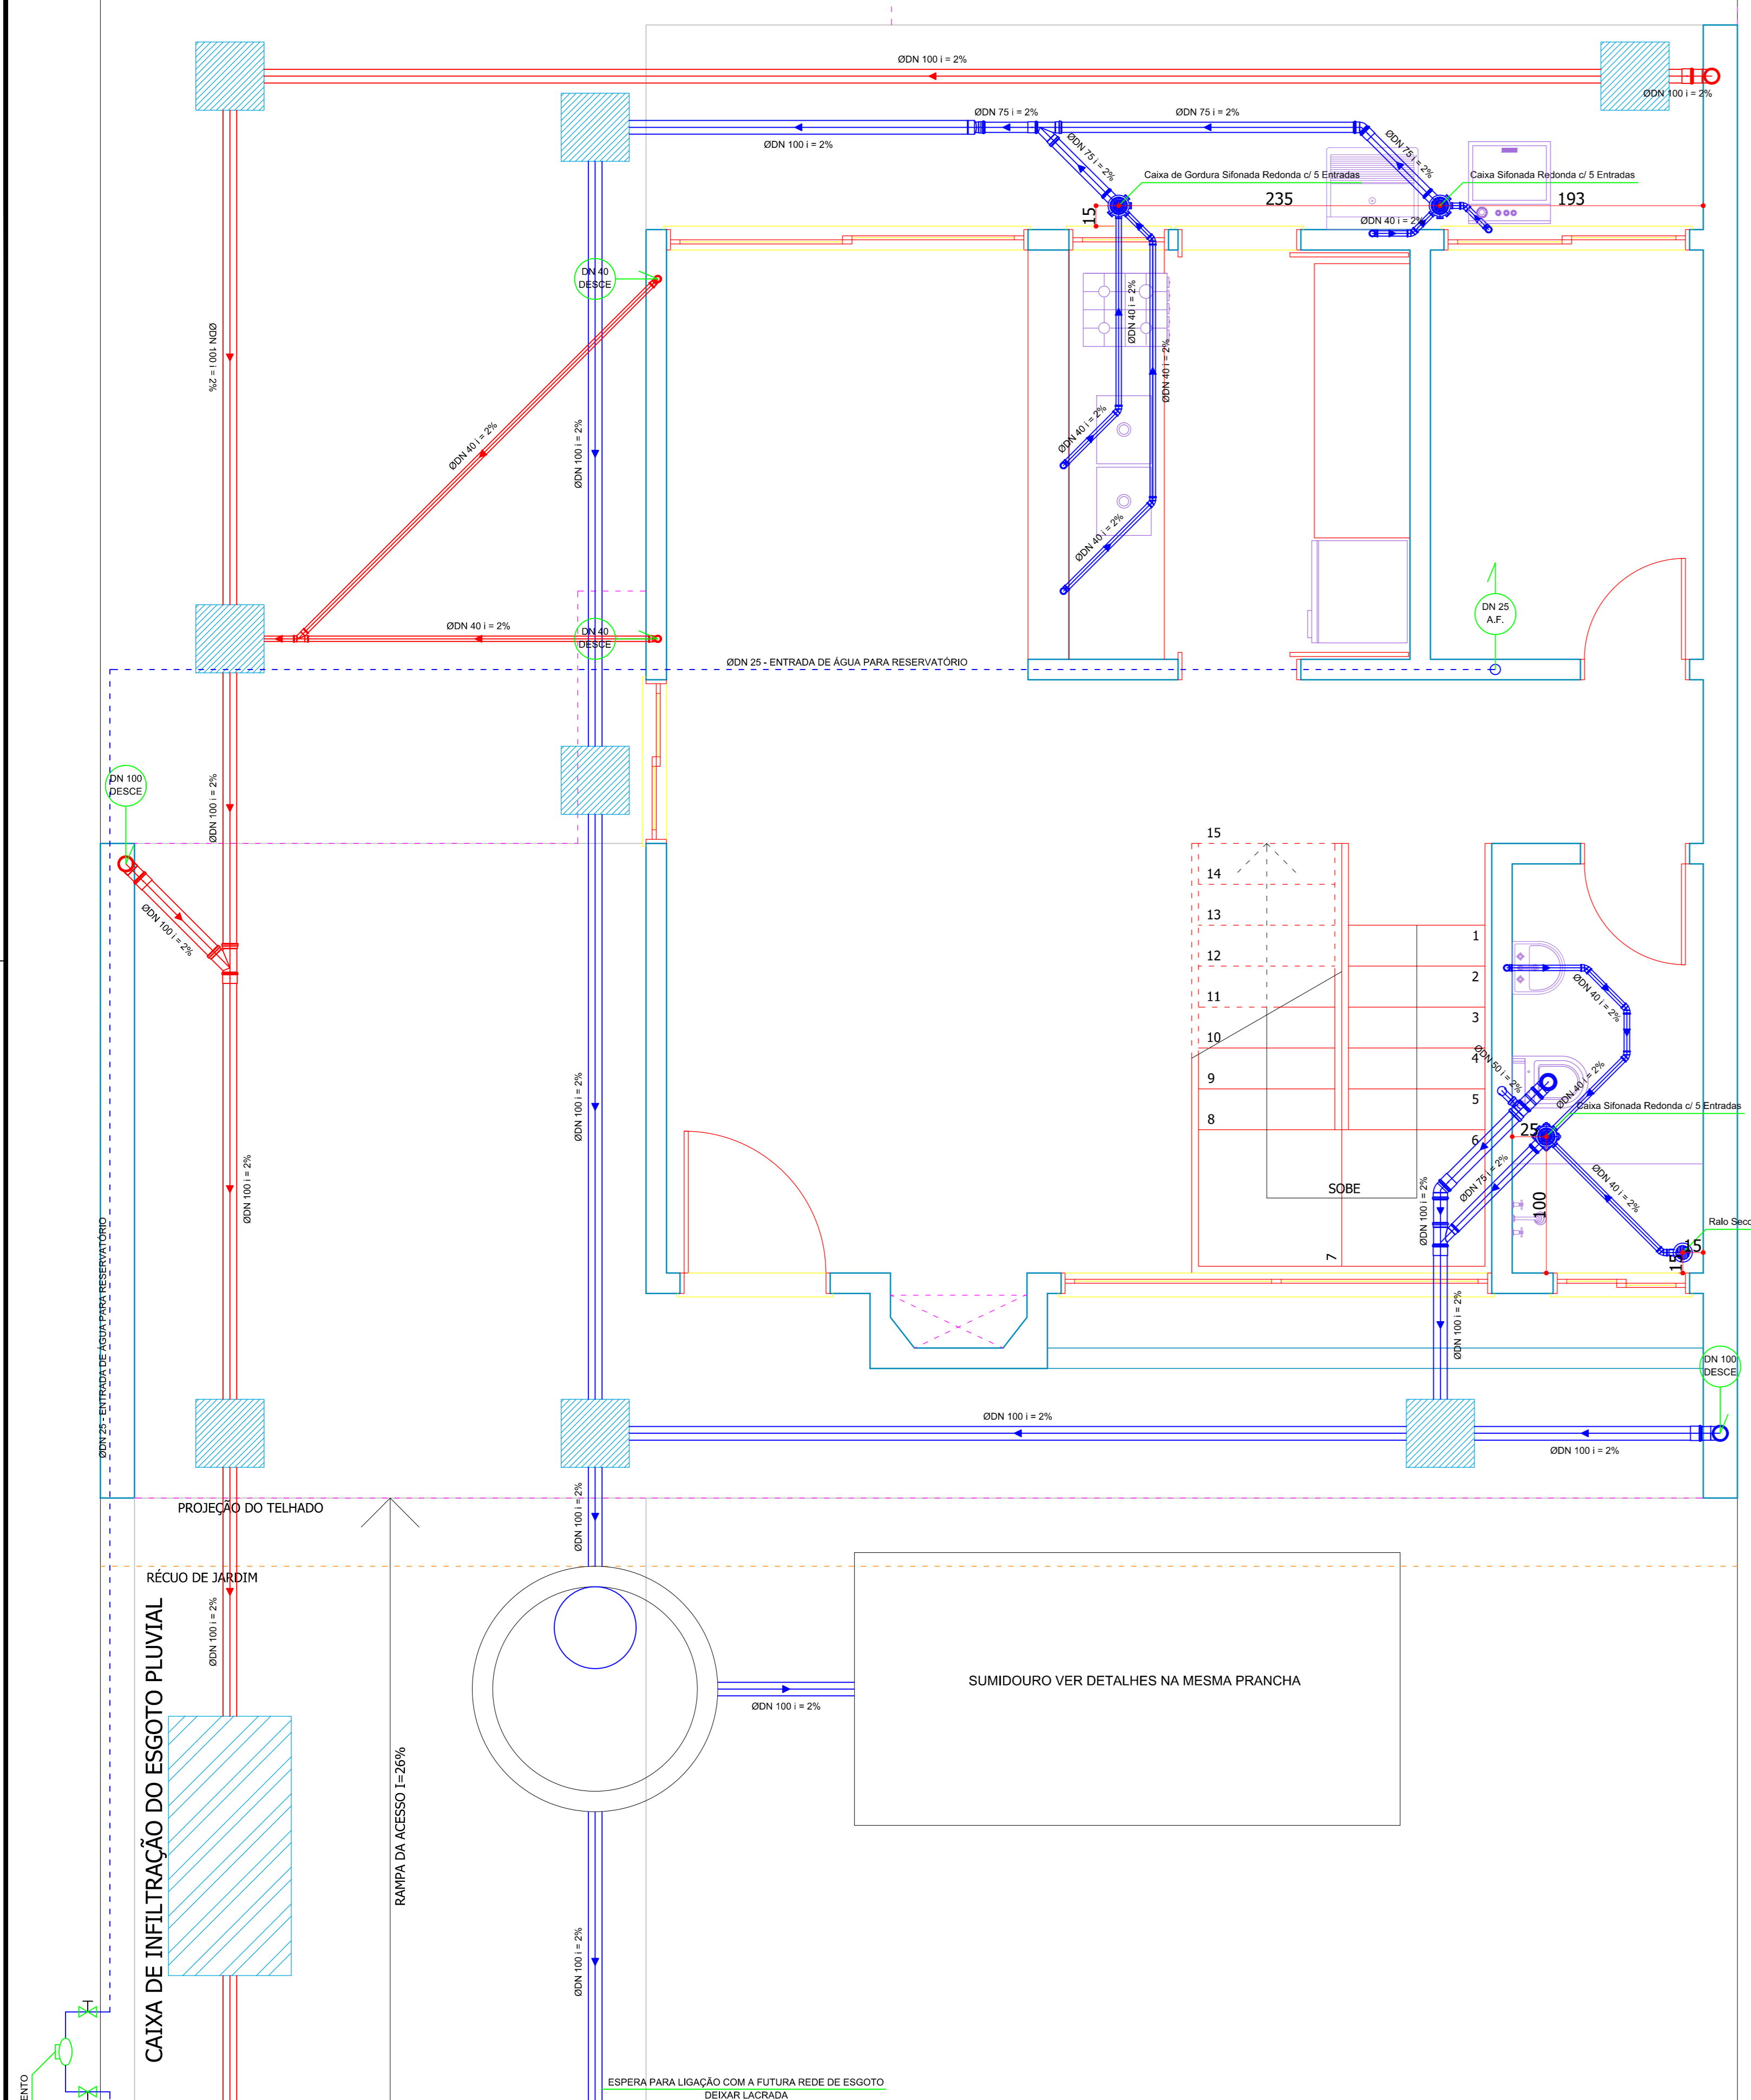 ØDN 100 i = 2%
ØDN 100 i = 2%
ØDN 75 i = 2%
ØDN 75 i = 2%
ØDN 100 i = 2%
ØDN 75 i = 2%
ØDN 75 i = 2%
Caixa de Gordura Sifonada Redonda c/ 5 Entradas
Caixa Sifonada Redonda c/ 5 Entradas
235
193
15
ØDN 40 i = 2%
DN 40
DESCE
ØDN 40 i = 2%
ØDN 40 i = 2%
ØDN 100 i = 2%
ØDN 40 i = 2%
ØDN 100 i = 2%
ØDN 40 i = 2%
ØDN 40 i = 2%
DN 25
A.F.
ØDN 40 i = 2%
DN 40
DESCE
ØDN 25 - ENTRADA DE ÁGUA PARA RESERVATÓRIO
DN 100
DESCE
ØDN 100 i = 2%
15
14
13
12
11
10
9
8
1
2
3
4
5
6
7
SOBE
ØDN 100 i = 2%
ØDN 40 i = 2%
ØDN 50 i = 2%
ØDN 40 i = 2%
Caixa Sifonada Redonda c/ 5 Entradas
25
ØDN 100 i = 2%
ØDN 100 i = 2%
ØDN 100 i = 2%
ØDN 75 i = 2%
ØDN 40 i = 2%
100
Ralo Seco
15
15
ØDN 100 i = 2%
DN 100
DESCE
ØDN 25 - ENTRADA DE ÁGUA PARA RESERVATÓRIO
ØDN 100 i = 2%
ØDN 100 i = 2%
PROJEÇÃO DO TELHADO
ØDN 100 i = 2%
RÉCUO DE JARDIM
ØDN 100 i = 2%
CAIXA DE INFILTRAÇÃO DO ESGOTO PLUVIAL
SUMIDOURO VER DETALHES NA MESMA PRANCHA
ØDN 100 i = 2%
RAMPA DA ACESSO I=26%
ØDN 100 i = 2%
ENTO
ESPERA PARA LIGAÇÃO COM A FUTURA REDE DE ESGOTO
DEIXAR LACRADA